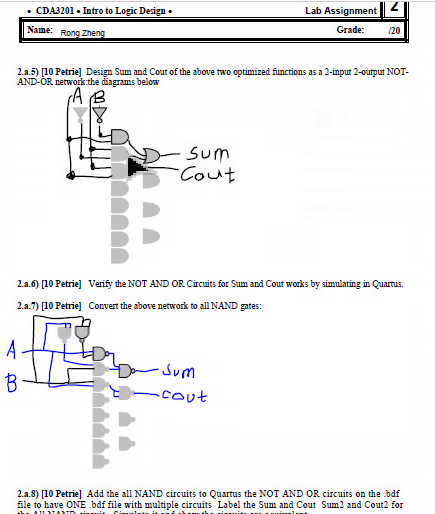 • CDA3201 • Intro to Logic Design •
Lab Assignment
2
Name: Rong Zheng
Grade: /20
2.a.5) [10 Petrie] Design Sum and Cout of the above two optimized functions as a 2-input 2-output NOT-
AND-OR network:the diagrams below
A B
Sum
Cout
2.a.6) [10 Petrie] Verify the NOT AND OR Circuits for Sum and Cout works by simulating in Quartus.
2.a.7) [10 Petrie] Convert the above network to all NAND gates:
A
Sum
B
cout
2.a.8) [10 Petrie] Add the all NAND circuits to Quartus the NOT AND OR circuits on the .bdf
file to have ONE .bdf file with multiple circuits Label the Sum and Cout Sum2 and Cout2 for